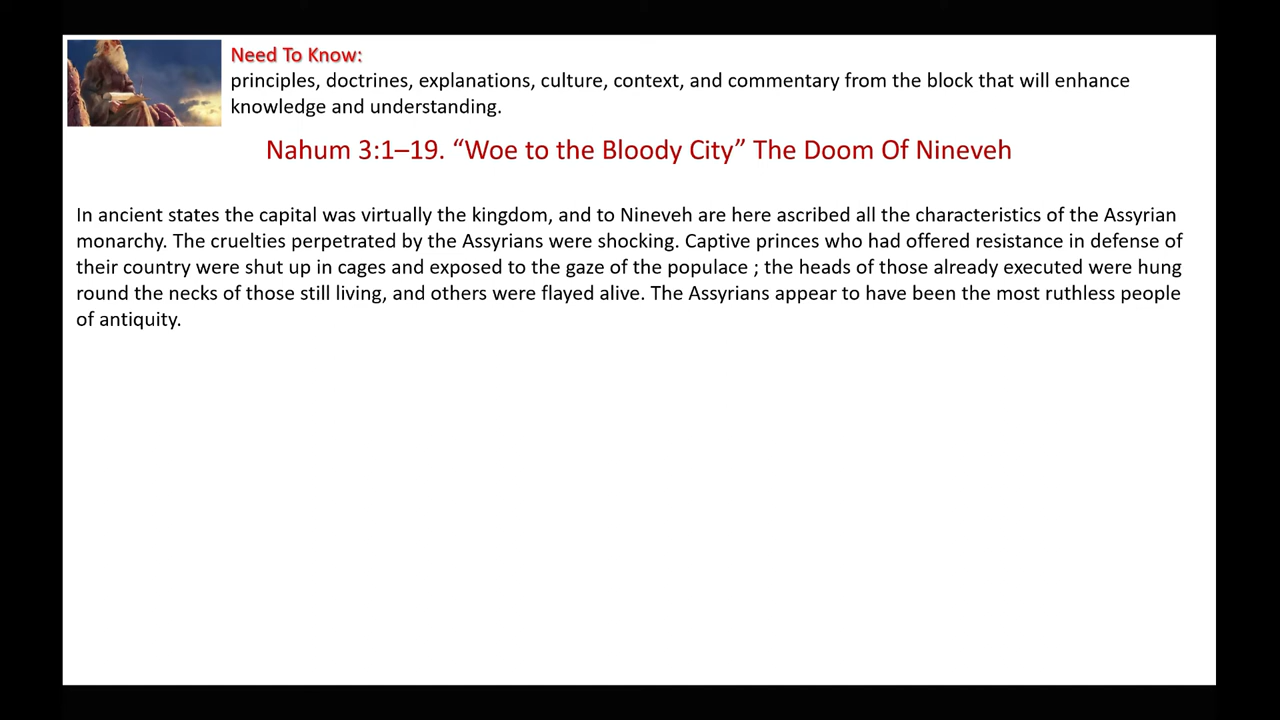 Need To Know:
principles, doctrines, explanations, culture, context, and commentary from the block that will enhance
knowledge and understanding.
Nahum 3:1–19. “Woe to the Bloody City” The Doom Of Nineveh
In ancient states the capital was virtually the kingdom, and to Nineveh are here ascribed all the characteristics of the Assyrian
monarchy. The cruelties perpetrated by the Assyrians were shocking. Captive princes who had offered resistance in defense of
their country were shut up in cages and exposed to the gaze of the populace ; the heads of those already executed were hung
round the necks of those still living, and others were flayed alive. The Assyrians appear to have been the most ruthless people
of antiquity.